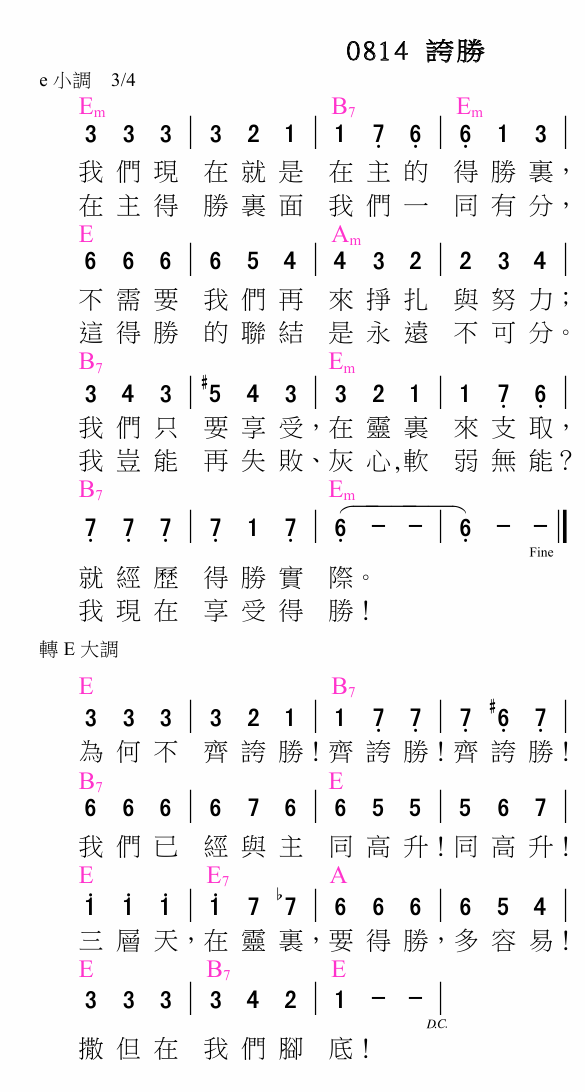 0814 誇勝
e 小調 3/4
Em B7 Em
3 3 3 | 3 2 1 | 1 7̣ 6̣ | 6̣ 1 3 |
我們現 在就是 在主的 得勝裏，
在主得 勝裏面 我們一 同有分，
E Am
6 6 6 | 6 5 4 | 4 3 2 | 2 3 4 |
不需要 我們再 來掙扎 與努力；
這得勝 的聯結 是永遠 不可分。
B7 Em
3 4 3 | #5 4 3 | 3 2 1 | 1 7̣ 6̣ |
我們只 要享受，在靈裏 來支取，
我豈能 再失敗、灰心,軟 弱無能？
B7 Em
7̣ 7̣ 7̣ | 7̣ 1 7̣ | 6̣ － － | 6̣ － － ‖
Fine
就經歷 得勝實 際。
我現在 享受得 勝！
轉 E 大調
E B7
3 3 3 | 3 2 1 | 1 7̣ 7̣ | 7̣ #6̣ 7̣ |
為何不 齊誇勝！齊誇勝！齊誇勝！
B7 E
6 6 6 | 6 7 6 | 6 5 5 | 5 6 7 |
我們已 經與主 同高升！同高升！
E E7 A
1̇ 1̇ 1̇ | 1̇ 7 ♭7 | 6 6 6 | 6 5 4 |
三層天，在靈裏，要得勝，多容易！
E B7 E
3 3 3 | 3 4 2 | 1 － － |
D.C.
撒但在 我們腳 底！